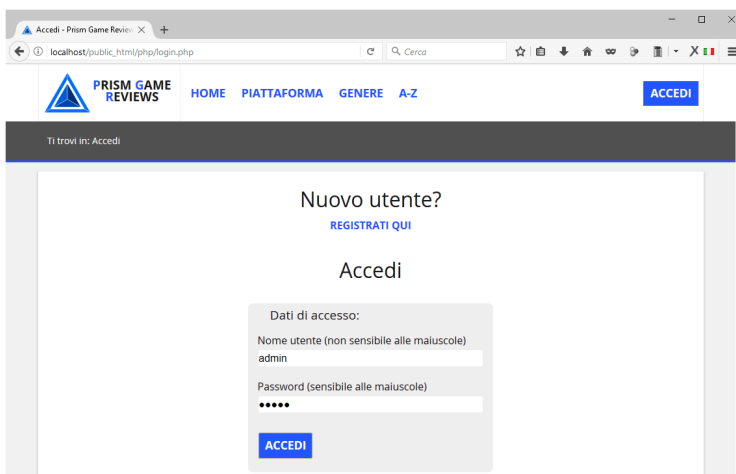 Accedi - Prism Game Review
localhost/public_html/php/login.php
Cerca
PRISM GAME
REVIEWS
HOME PIATTAFORMA GENERE A-Z
ACCEDI
Ti trovi in: Accedi
Nuovo utente?
REGISTRATI QUI
Accedi
Dati di accesso:
Nome utente (non sensibile alle maiuscole)
admin
Password (sensibile alle maiuscole)
•••••
ACCEDI